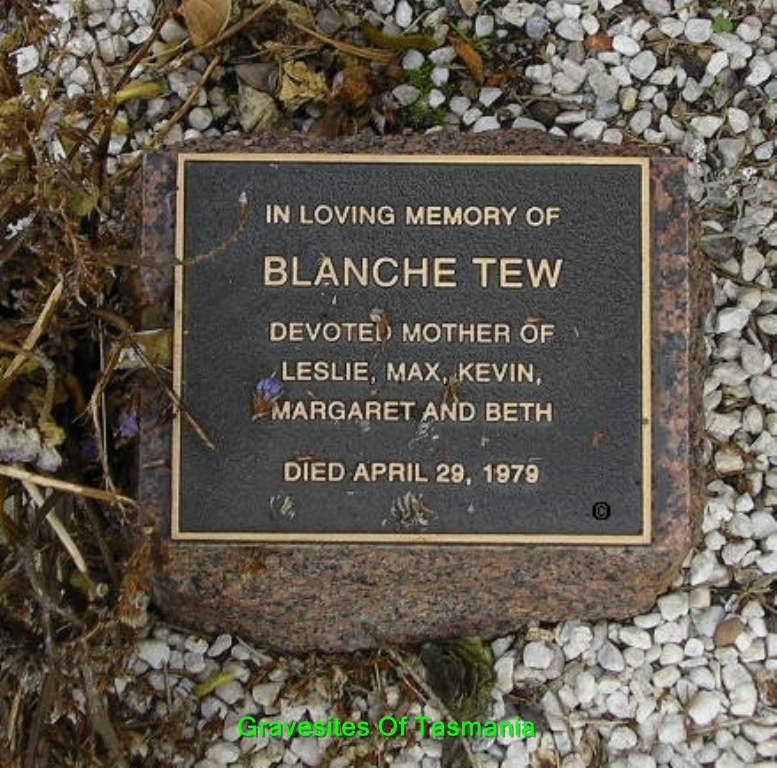 IN LOVING MEMORY OF
BLANCHE TEW
DEVOTED MOTHER OF
LESLIE, MAX, KEVIN,
MARGARET AND BETH
DIED APRIL 29, 1979
©
Gravesites Of Tasmania